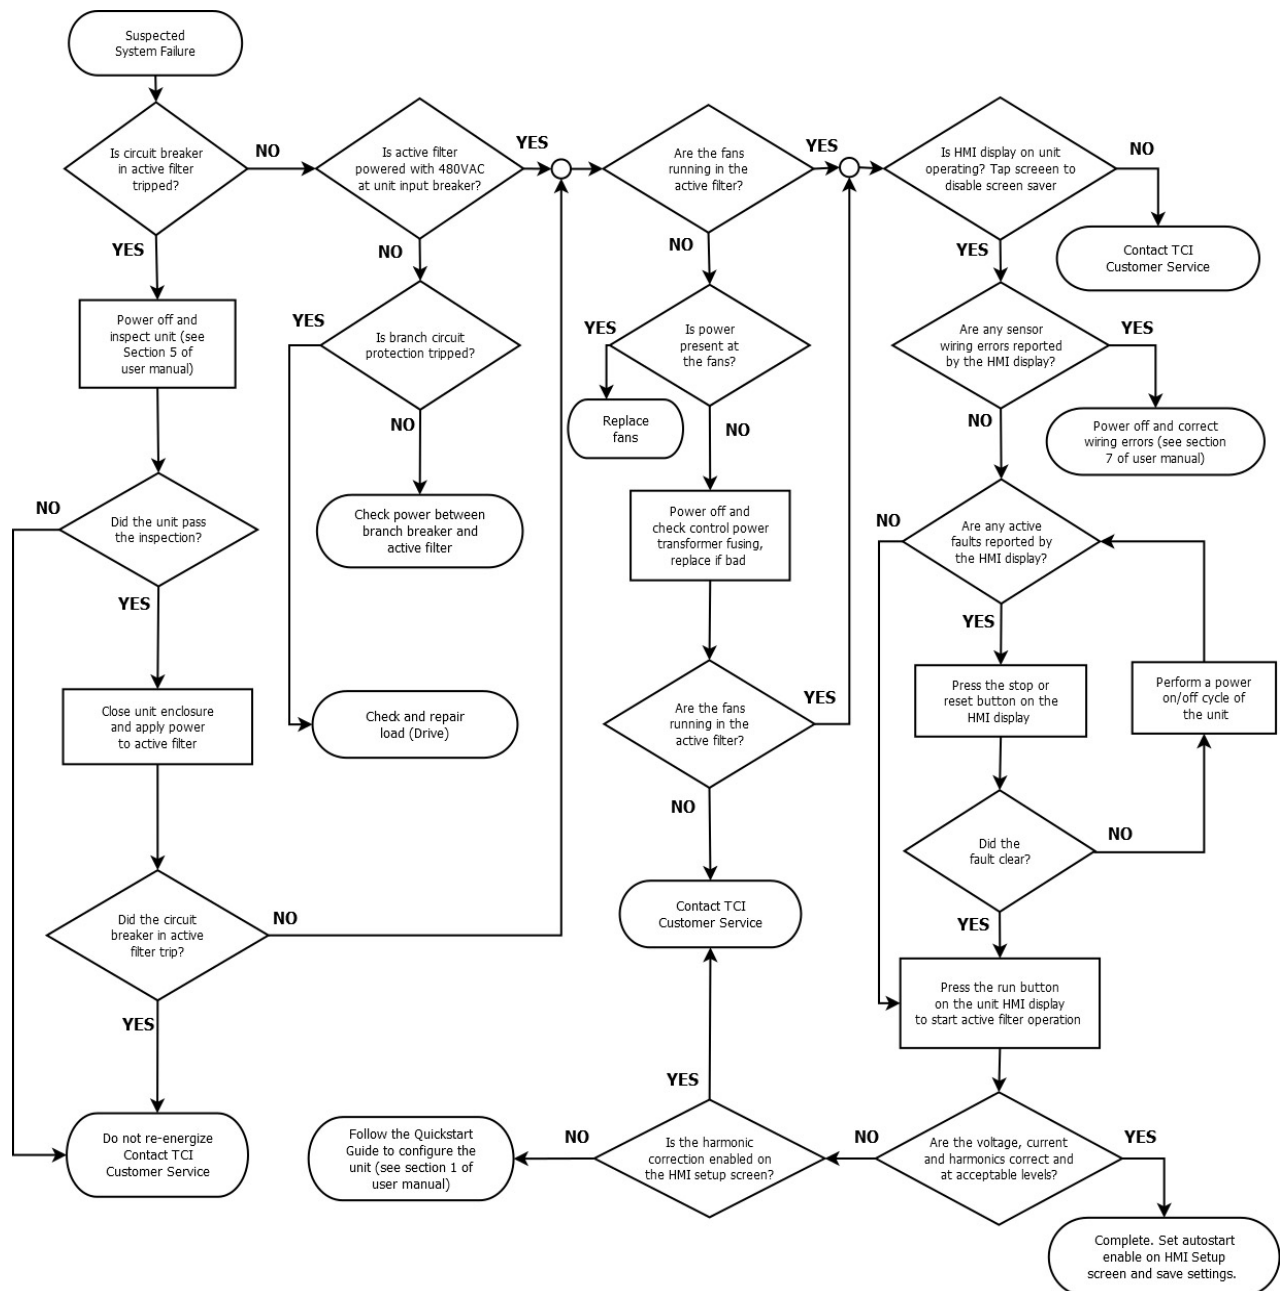 Suspected
System Failure
Is circuit breaker
in active filter
tripped?
NO
YES
Power off and
inspect unit (see
Section 5 of
user manual)
Did the unit pass
the inspection?
NO
YES
Close unit enclosure
and apply power
to active filter
Did the circuit
breaker in active
filter trip?
NO
YES
Do not re-energize
Contact TCI
Customer Service
Is active filter
powered with 480VAC
at unit input breaker?
YES
NO
Is branch circuit
protection tripped?
YES
NO
Check power between
branch breaker and
active filter
Check and repair
load (Drive)
Are the fans
running in the
active filter?
YES
NO
Is power
present at
the fans?
YES
NO
Replace
fans
Power off and
check control power
transformer fusing,
replace if bad
Are the fans
running in the
active filter?
YES
NO
Contact TCI
Customer Service
Is HMI display on unit
operating? Tap screeen to
disable screen saver
NO
YES
Contact TCI
Customer Service
Are any sensor
wiring errors reported
by the HMI display?
YES
NO
Power off and correct
wiring errors (see section
7 of user manual)
Are any active
faults reported by
the HMI display?
NO
YES
Press the stop or
reset button on the
HMI display
Perform a power
on/off cycle of
the unit
Did the
fault clear?
NO
YES
Press the run button
on the unit HMI display
to start active filter operation
Are the voltage, current
and harmonics correct and
at acceptable levels?
NO
YES
Is the harmonic
correction enabled on
the HMI setup screen?
YES
NO
Follow the Quickstart
Guide to configure the
unit (see section 1 of
user manual)
Complete. Set autostart
enable on HMI Setup
screen and save settings.